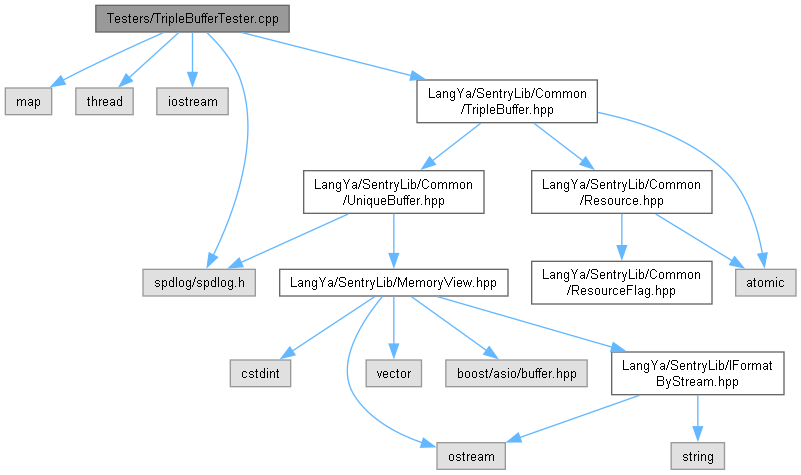 Testers/TripleBufferTester.cpp
map
thread
iostream
LangYa/SentryLib/Common
/TripleBuffer.hpp
LangYa/SentryLib/Common
/UniqueBuffer.hpp
LangYa/SentryLib/Common
/Resource.hpp
spdlog/spdlog.h
LangYa/SentryLib/MemoryView.hpp
LangYa/SentryLib/Common
/ResourceFlag.hpp
atomic
cstdint
vector
boost/asio/buffer.hpp
LangYa/SentryLib/IFormat
ByStream.hpp
ostream
string